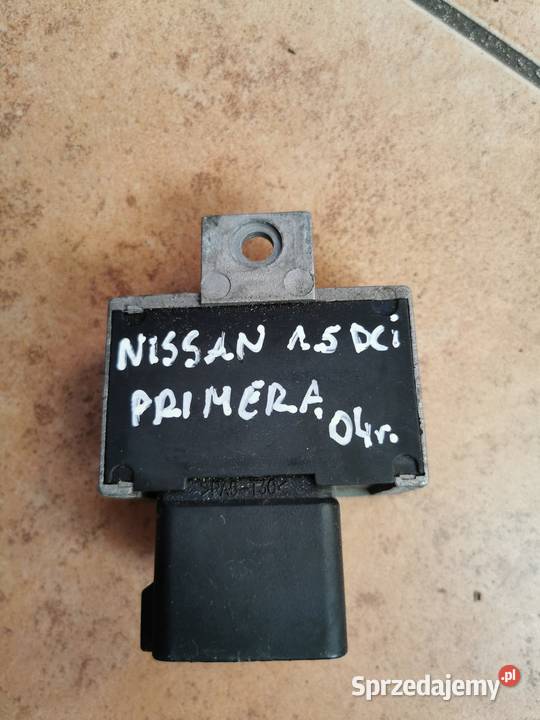 NISSAN 1.5 DCi
PRIMERA 04r.
Sprzedajemy.pl